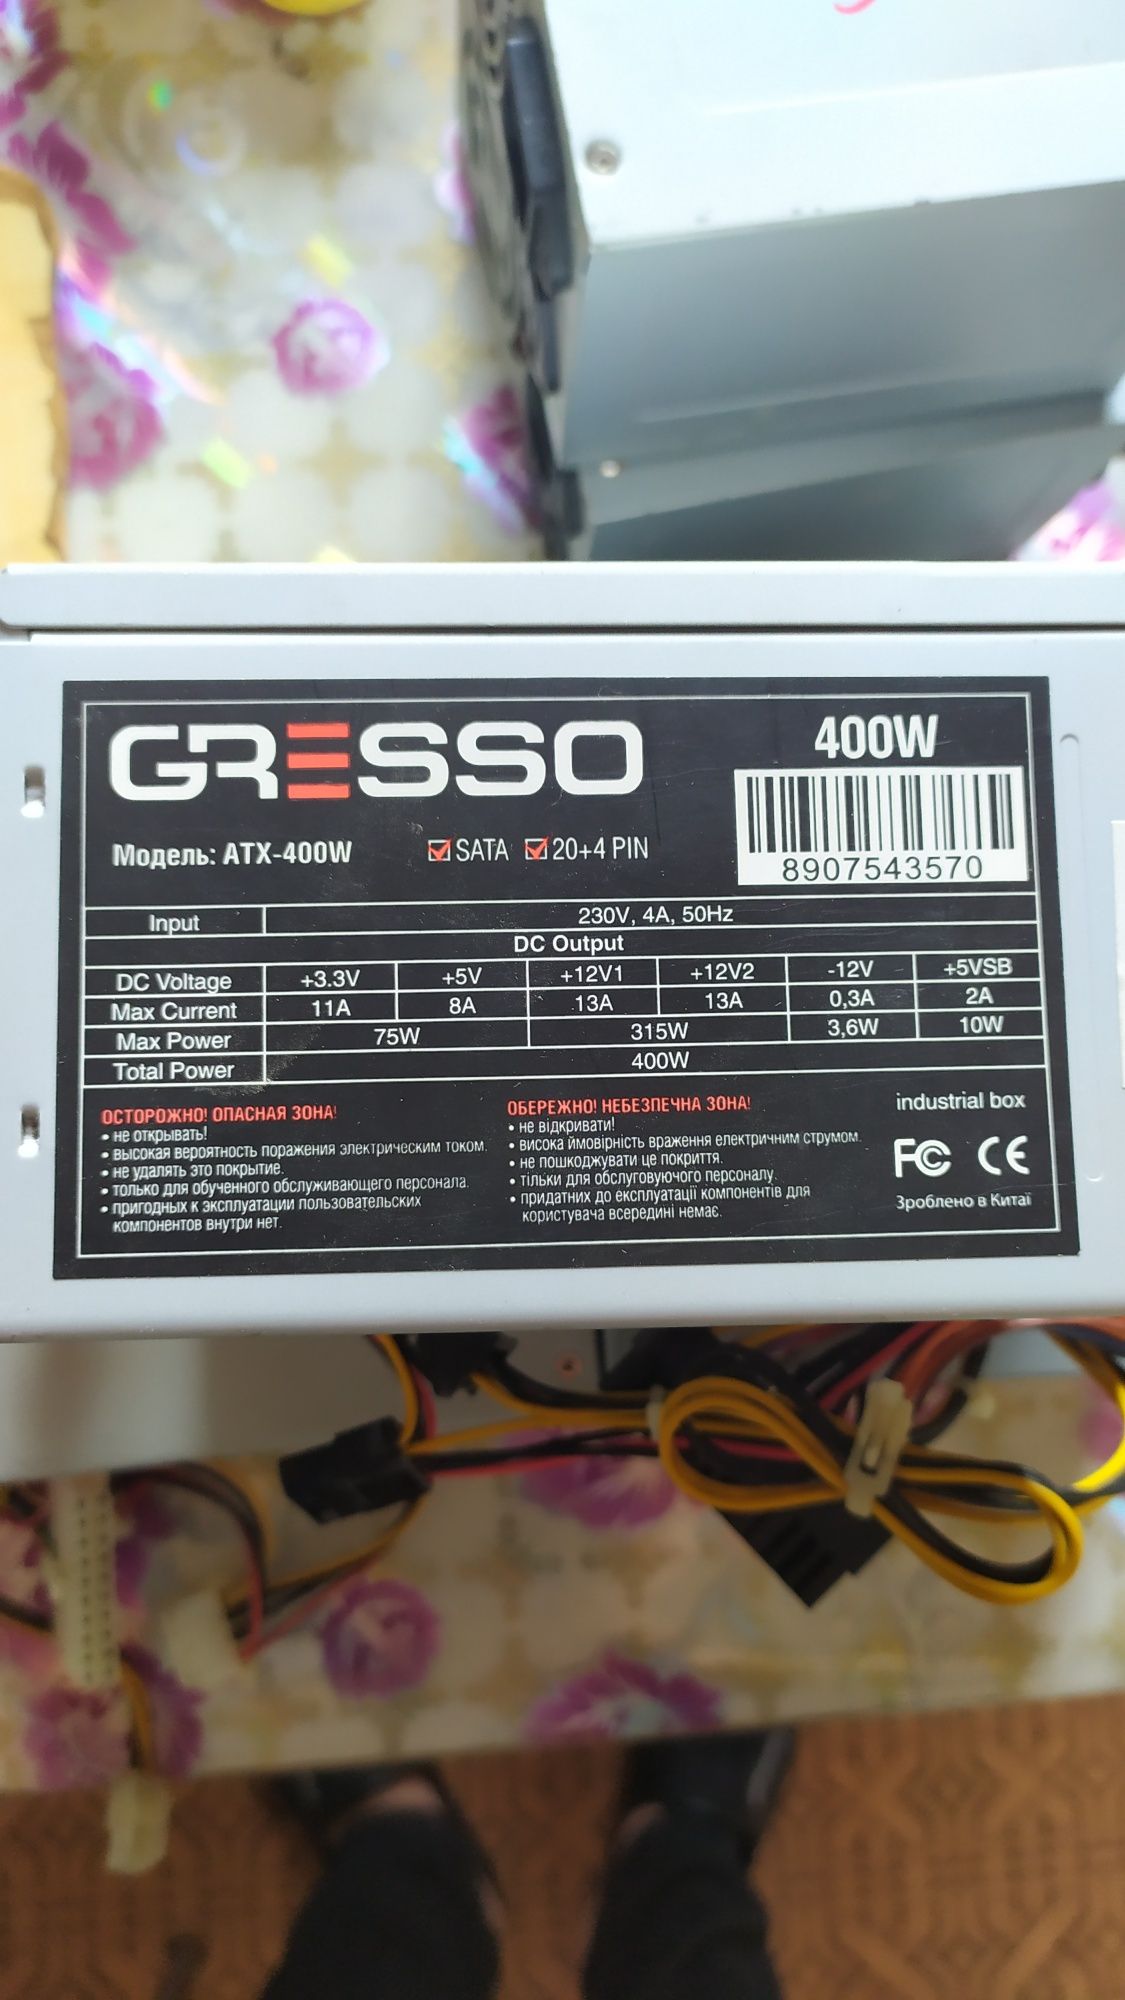 GRESSO
400W
Модель: ATX-400W SATA 20+4 PIN
8907543570
Input 230V, 4A, 50Hz
DC Output
DC Voltage +3.3V +5V +12V1 +12V2 -12V +5VSB
Max Current 11A 8A 13A 13A 0,3A 2A
Max Power 75W 315W 3,6W 10W
Total Power 400W
ОСТОРОЖНО! ОПАСНАЯ ЗОНА!
• не открывать!
• высокая вероятность поражения электрическим током.
• не удалять это покрытие.
• только для обученного обслуживающего персонала.
• пригодных к эксплуатации пользовательских
компонентов внутри нет.
ОБЕРЕЖНО! НЕБЕЗПЕЧНА ЗОНА!
• не відкривати!
• висока ймовірність враження електричним струмом.
• не пошкоджувати це покриття.
• тільки для обслуговуючого персоналу.
• придатних до експлуатації компонентів для
користувача всередині немає.
industrial box
FC CE
Зроблено в Китаї